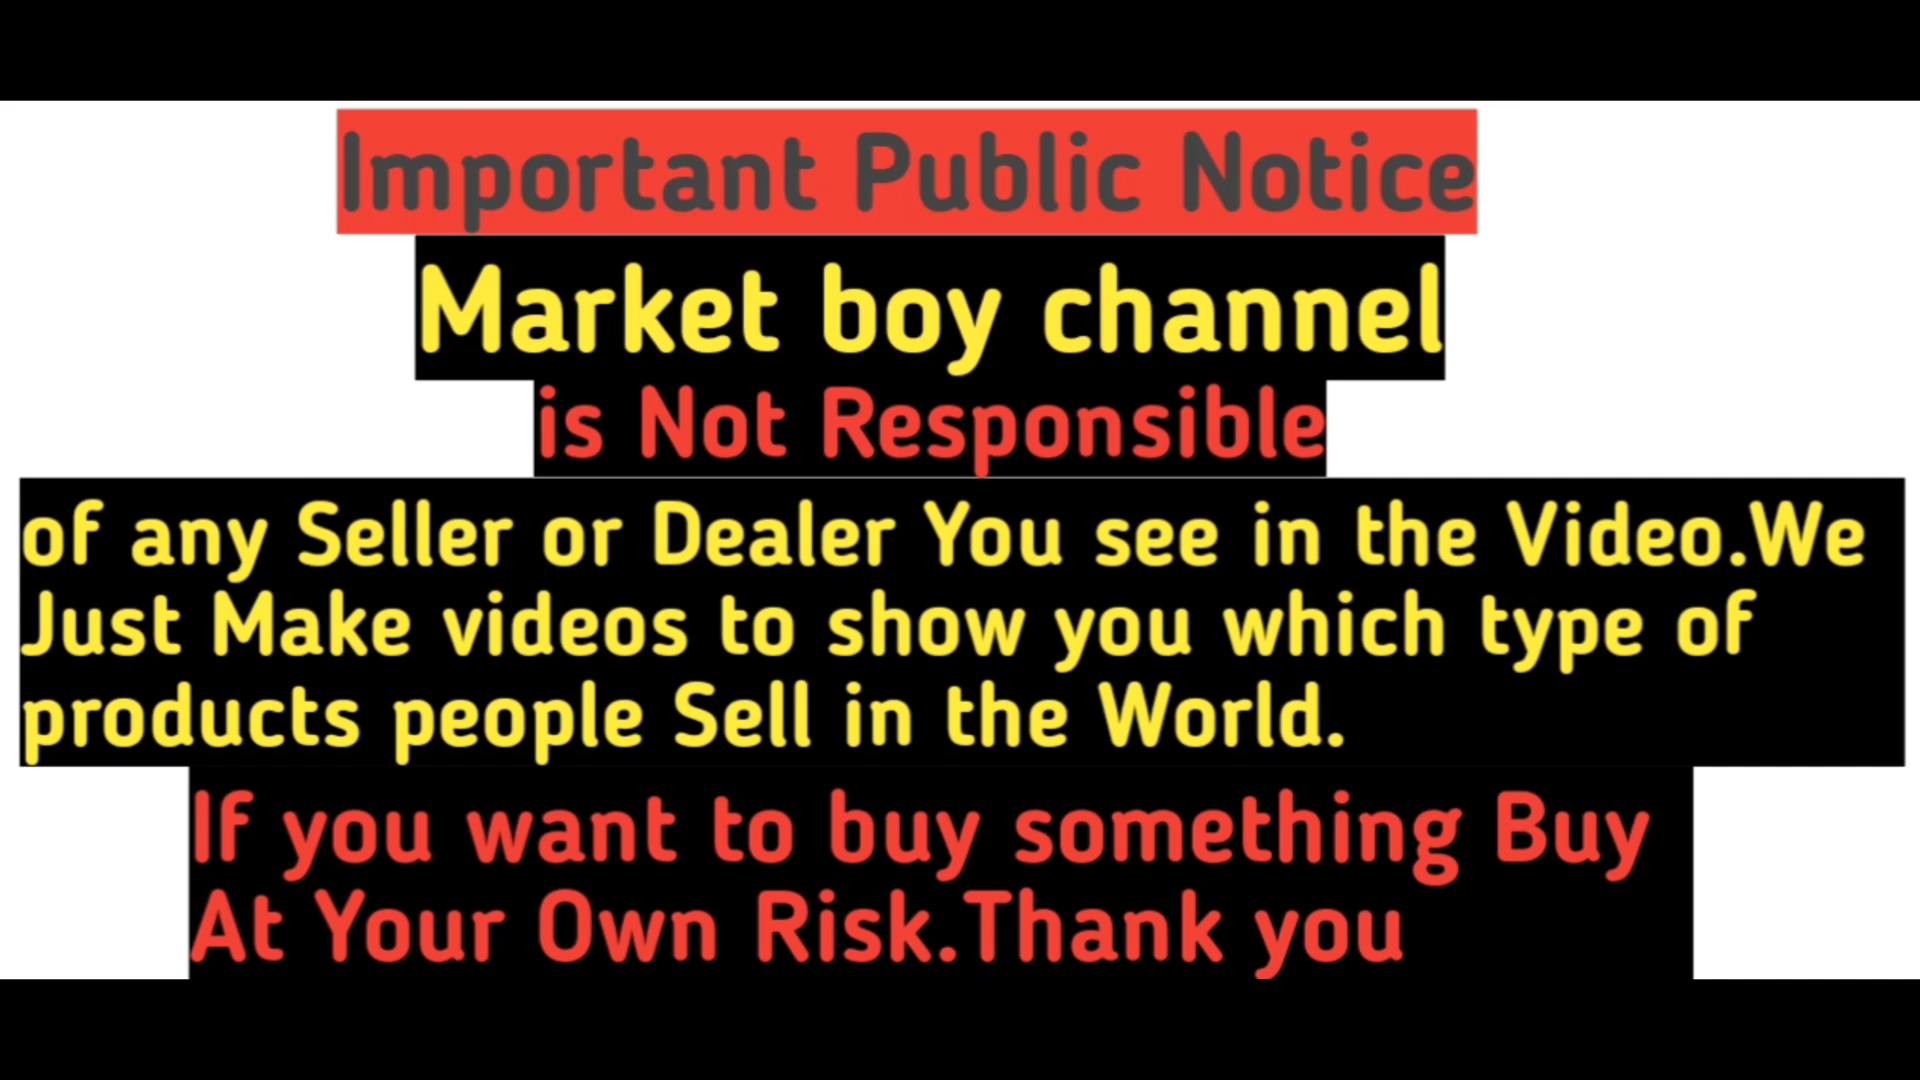 Important Public Notice
Market boy channel
is Not Responsible
of any Seller or Dealer You see in the Video.We
Just Make videos to show you which type of
products people Sell in the World.
If you want to buy something Buy
At Your Own Risk.Thank you